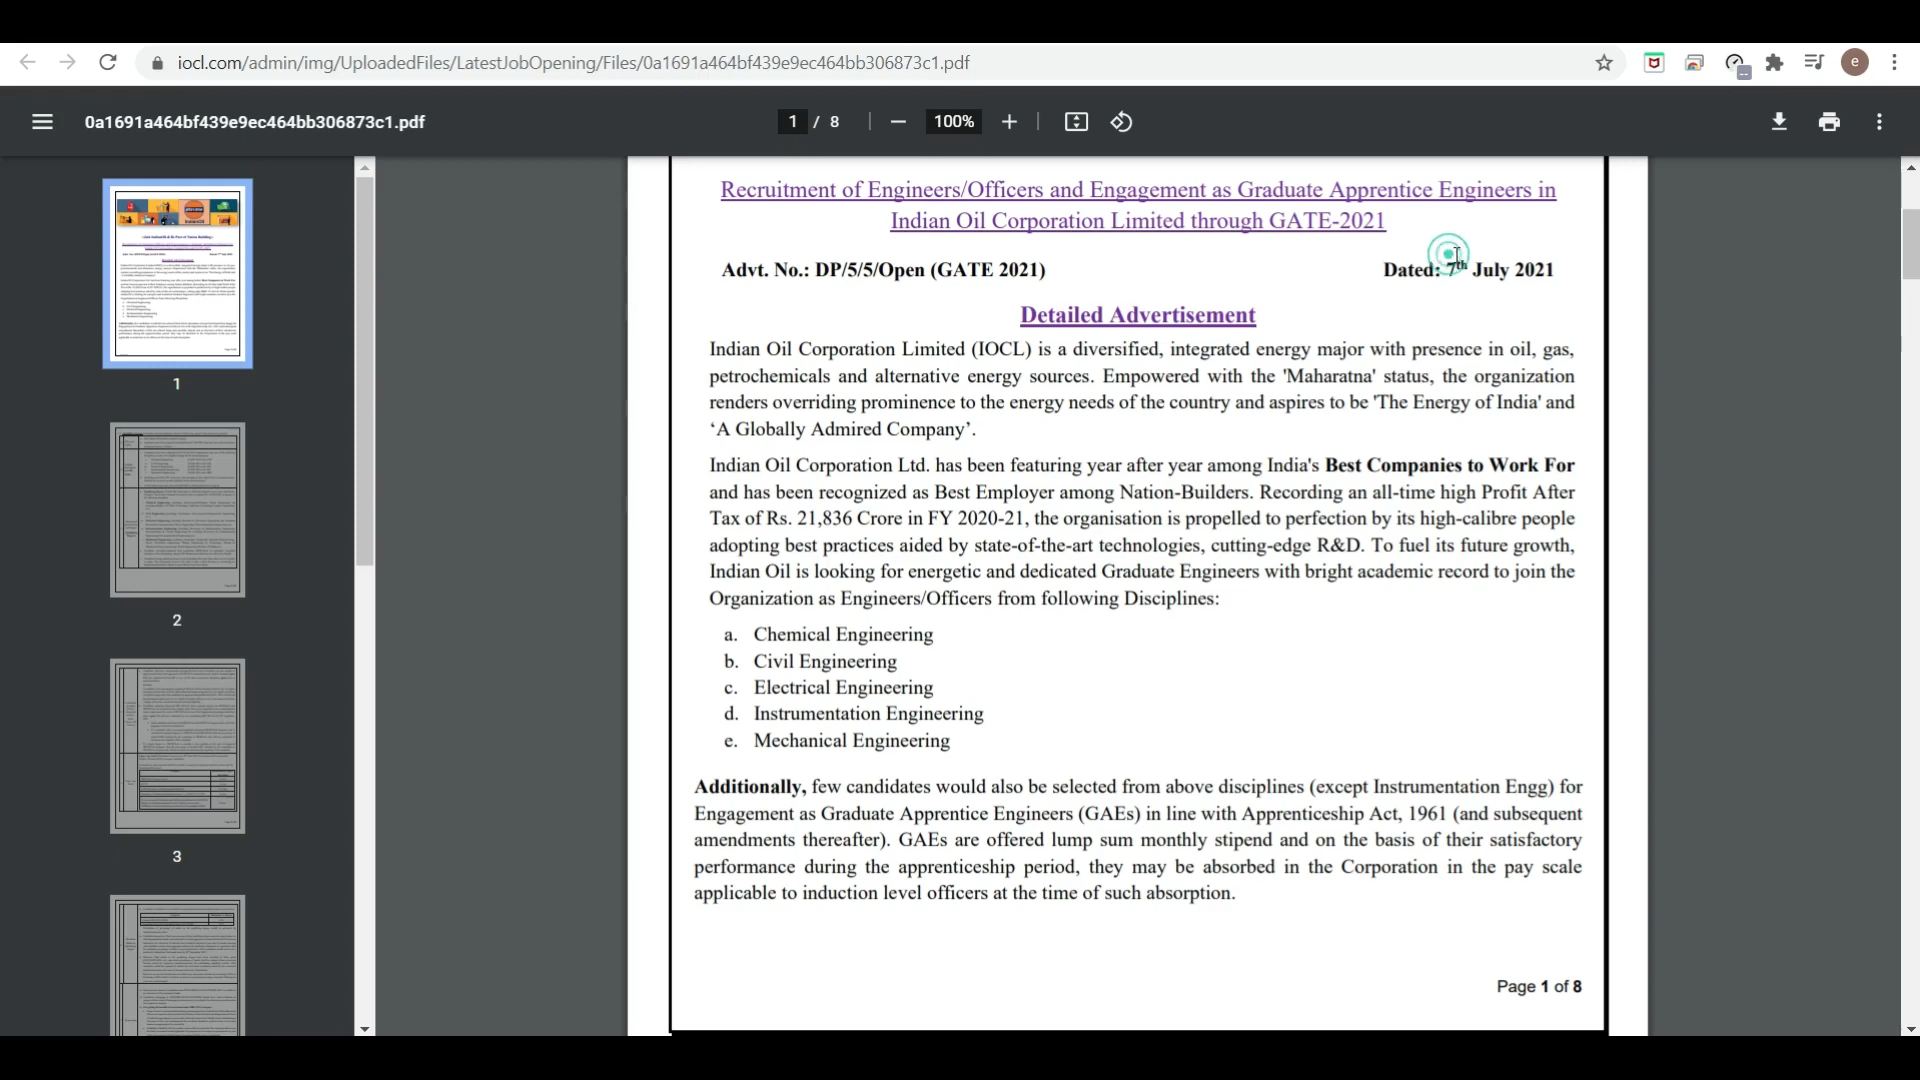 iocl.com/admin/img/UploadedFiles/LatestJobOpening/Files/0a1691a464bf439e9ec464bb306873c1.pdf
e
0a1691a464bf439e9ec464bb306873c1.pdf
1 / 8
100%
Recruitment of Engineers/Officers and Engagement as Graduate Apprentice Engineers in
Indian Oil Corporation Limited through GATE-2021
Advt. No.: DP/5/5/Open (GATE 2021) Dated: 7th July 2021
Detailed Advertisement
Indian Oil Corporation Limited (IOCL) is a diversified, integrated energy major with presence in oil, gas,
petrochemicals and alternative energy sources. Empowered with the 'Maharatna' status, the organization
renders overriding prominence to the energy needs of the country and aspires to be 'The Energy of India' and
‘A Globally Admired Company’.
Indian Oil Corporation Ltd. has been featuring year after year among India's Best Companies to Work For
and has been recognized as Best Employer among Nation-Builders. Recording an all-time high Profit After
Tax of Rs. 21,836 Crore in FY 2020-21, the organisation is propelled to perfection by its high-calibre people
adopting best practices aided by state-of-the-art technologies, cutting-edge R&D. To fuel its future growth,
Indian Oil is looking for energetic and dedicated Graduate Engineers with bright academic record to join the
Organization as Engineers/Officers from following Disciplines:
a. Chemical Engineering
b. Civil Engineering
c. Electrical Engineering
d. Instrumentation Engineering
e. Mechanical Engineering
Additionally, few candidates would also be selected from above disciplines (except Instrumentation Engg) for
Engagement as Graduate Apprentice Engineers (GAEs) in line with Apprenticeship Act, 1961 (and subsequent
amendments thereafter). GAEs are offered lump sum monthly stipend and on the basis of their satisfactory
performance during the apprenticeship period, they may be absorbed in the Corporation in the pay scale
applicable to induction level officers at the time of such absorption.
Page 1 of 8
1
2
3